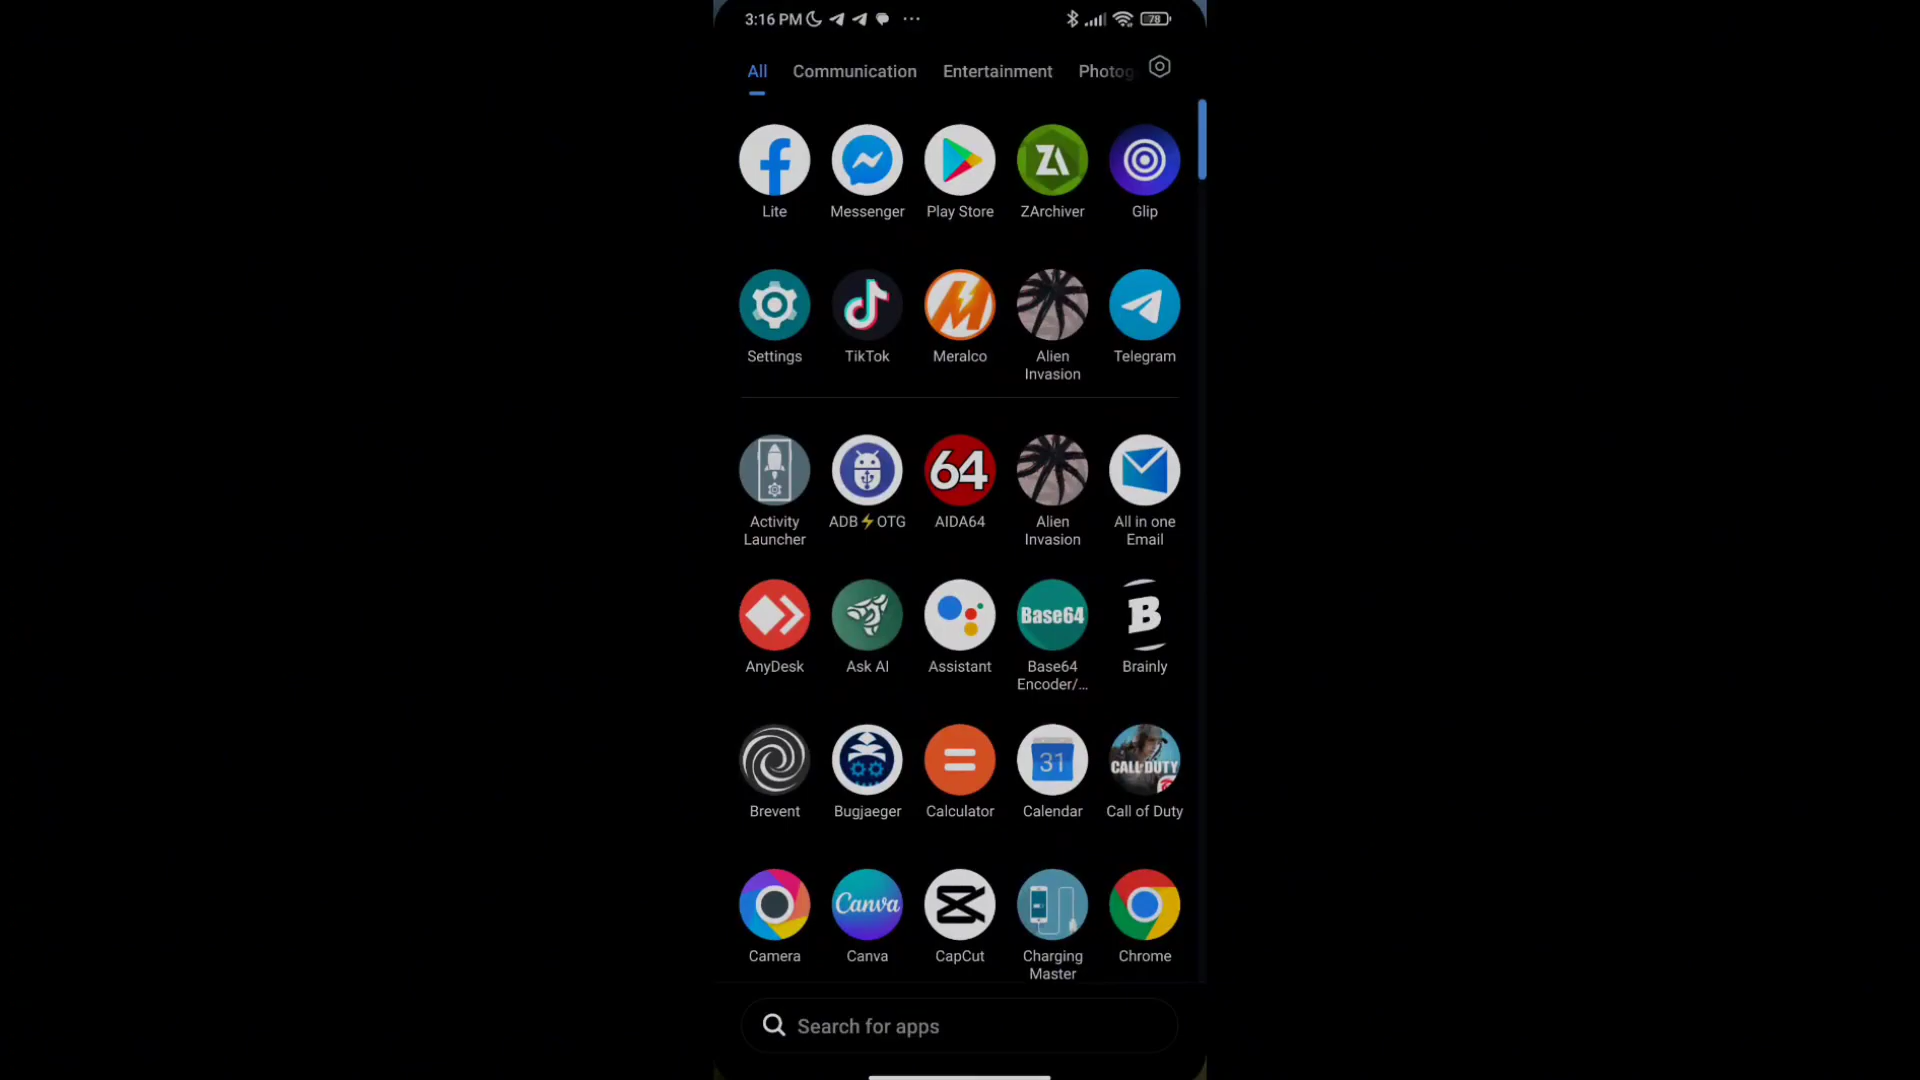 3:16 PM 78
All Communication Entertainment Photog
Lite Messenger Play Store ZArchiver Glip
Settings TikTok Meralco Alien Telegram
Invasion
64
Activity ADB⚡OTG AIDA64 Alien All in one
Launcher Invasion Email
Base64 B
AnyDesk Ask AI Assistant Base64 Brainly
Encoder/...
31 CALL·DUTY
Brevent Bugjaeger Calculator Calendar Call of Duty
Canva
Camera Canva CapCut Charging Chrome
Master
Search for apps